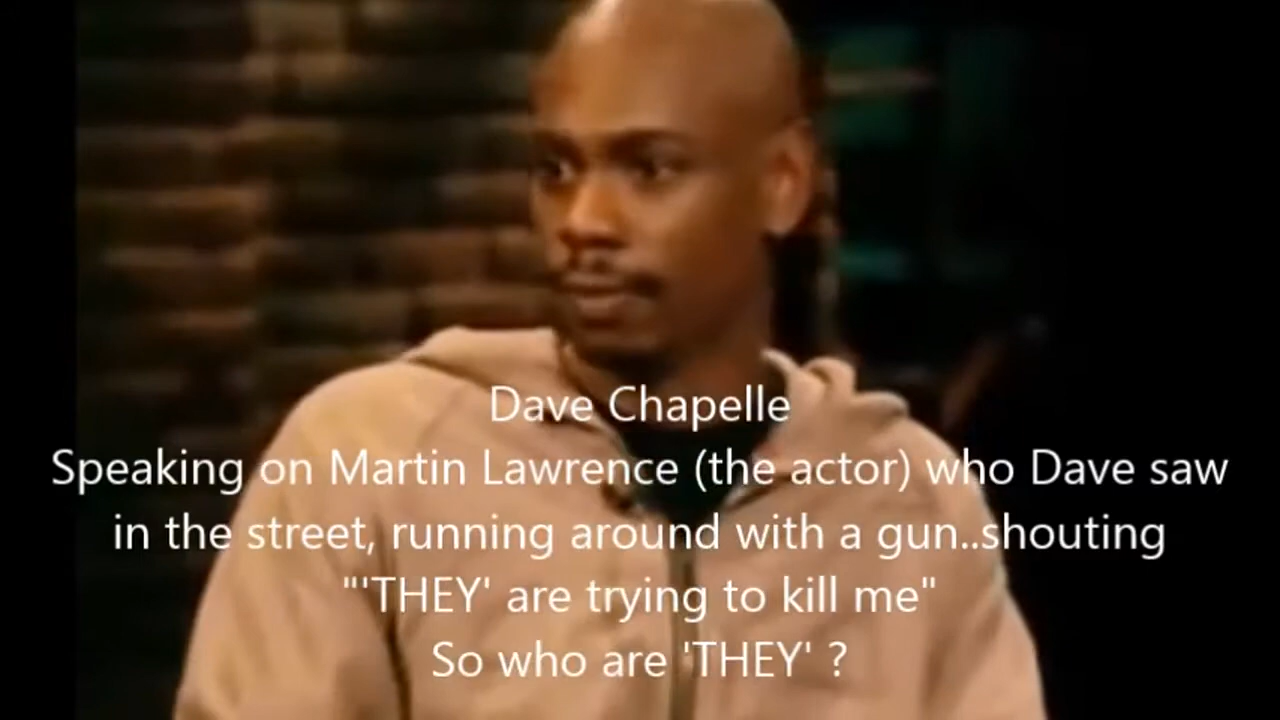 Dave Chapelle
Speaking on Martin Lawrence (the actor) who Dave saw
in the street, running around with a gun..shouting
"'THEY' are trying to kill me"
So who are 'THEY' ?